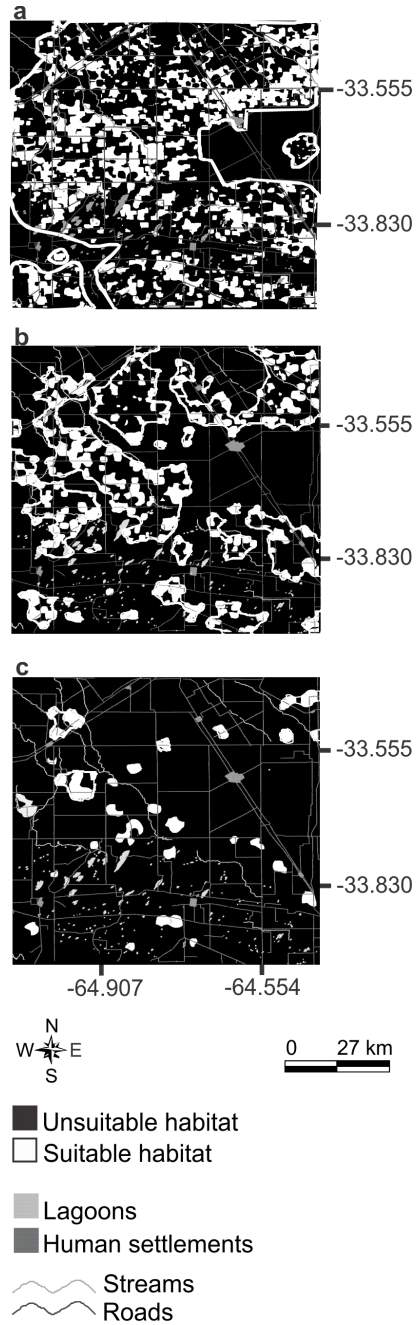 a
-33.555
-33.830
b
-33.555
-33.830
c
-33.555
-33.830
-64.907 -64.554
N
W E
S
0 27 km
Unsuitable habitat
Suitable habitat
Lagoons
Human settlements
Streams
Roads